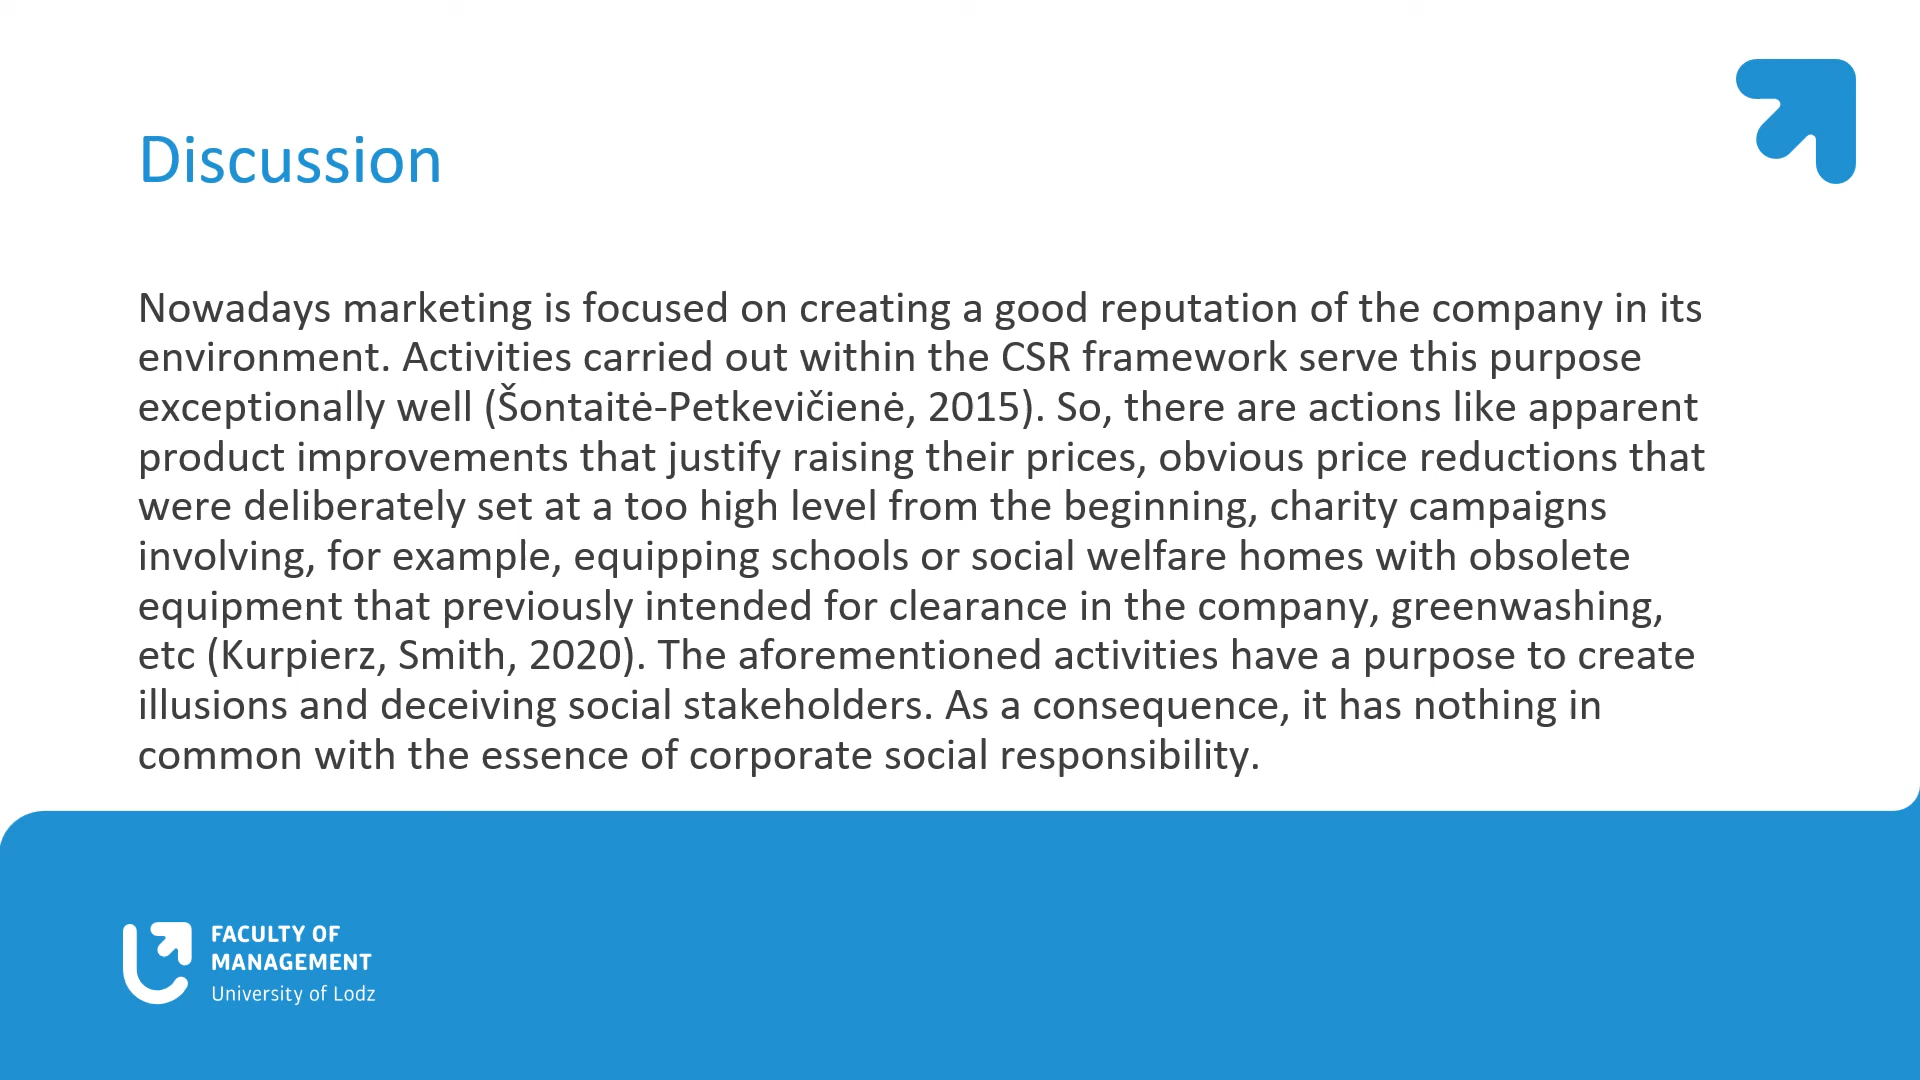 Discussion
Nowadays marketing is focused on creating a good reputation of the company in its
environment. Activities carried out within the CSR framework serve this purpose
exceptionally well (Šontaitė-Petkevičienė, 2015). So, there are actions like apparent
product improvements that justify raising their prices, obvious price reductions that
were deliberately set at a too high level from the beginning, charity campaigns
involving, for example, equipping schools or social welfare homes with obsolete
equipment that previously intended for clearance in the company, greenwashing,
etc (Kurpierz, Smith, 2020). The aforementioned activities have a purpose to create
illusions and deceiving social stakeholders. As a consequence, it has nothing in
common with the essence of corporate social responsibility.
FACULTY OF
MANAGEMENT
University of Lodz